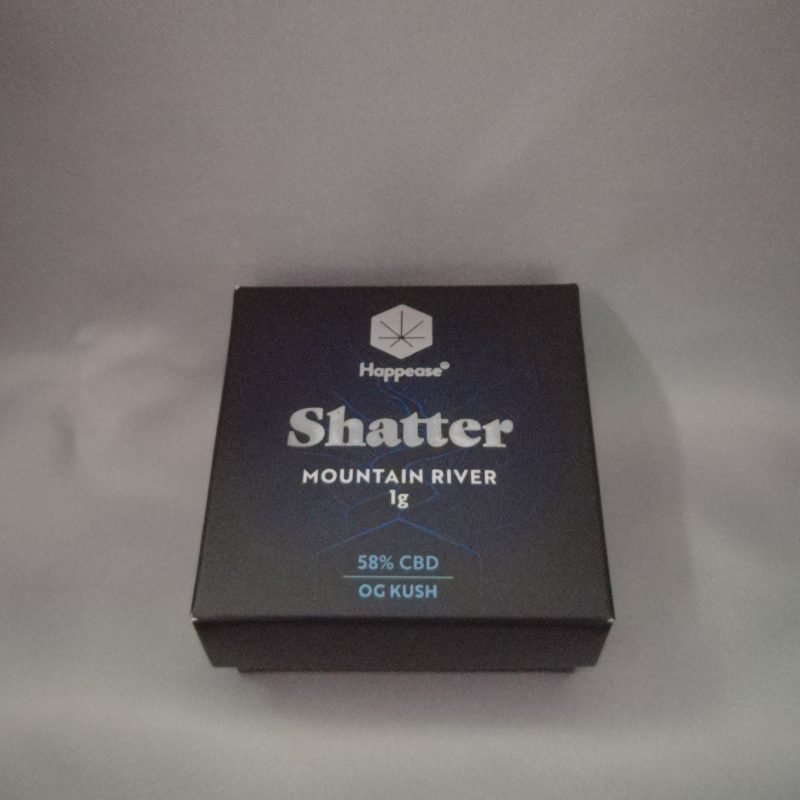 Happease®
Shatter
MOUNTAIN RIVER
1g
58% CBD
OG KUSH